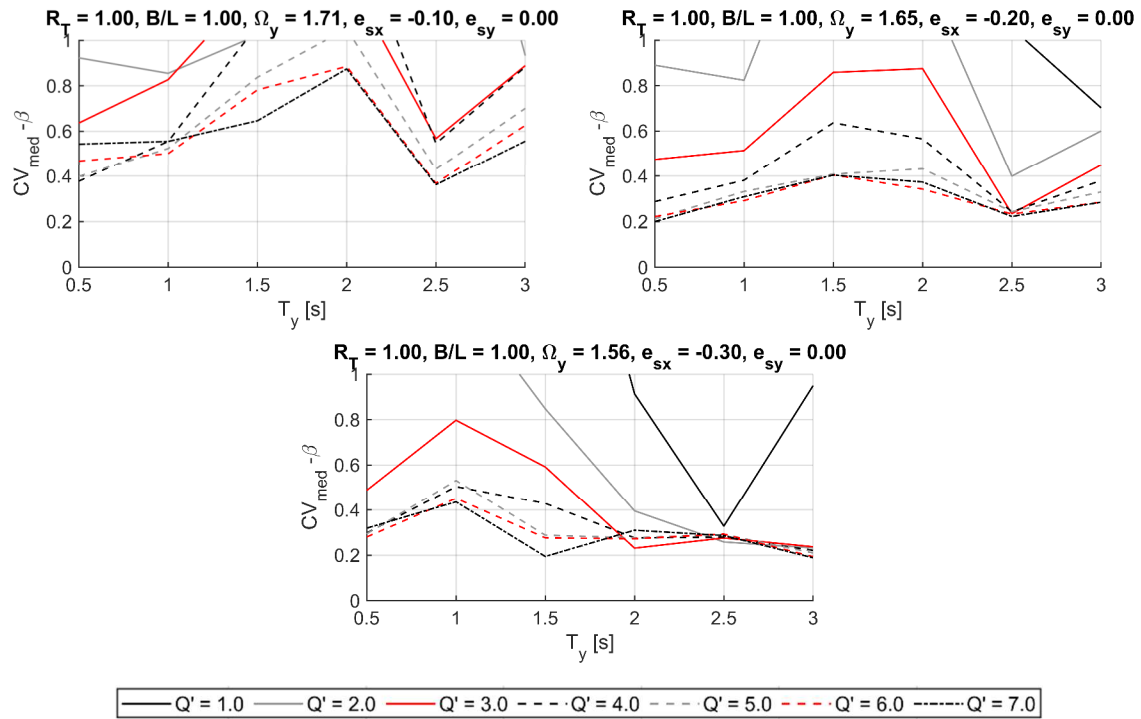 R_T = 1.00, B/L = 1.00, Ω_y = 1.71, e_sx = -0.10, e_sy = 0.00
1
0.8
0.6
0.4
0.2
0
CV_med -β
0.5 1 1.5 2 2.5 3
T_y [s]
R_T = 1.00, B/L = 1.00, Ω_y = 1.65, e_sx = -0.20, e_sy = 0.00
1
0.8
0.6
0.4
0.2
0
CV_med -β
0.5 1 1.5 2 2.5 3
T_y [s]
R_T = 1.00, B/L = 1.00, Ω_y = 1.56, e_sx = -0.30, e_sy = 0.00
1
0.8
0.6
0.4
0.2
0
CV_med -β
0.5 1 1.5 2 2.5 3
T_y [s]
Q' = 1.0 Q' = 2.0 Q' = 3.0 Q' = 4.0 Q' = 5.0 Q' = 6.0 Q' = 7.0